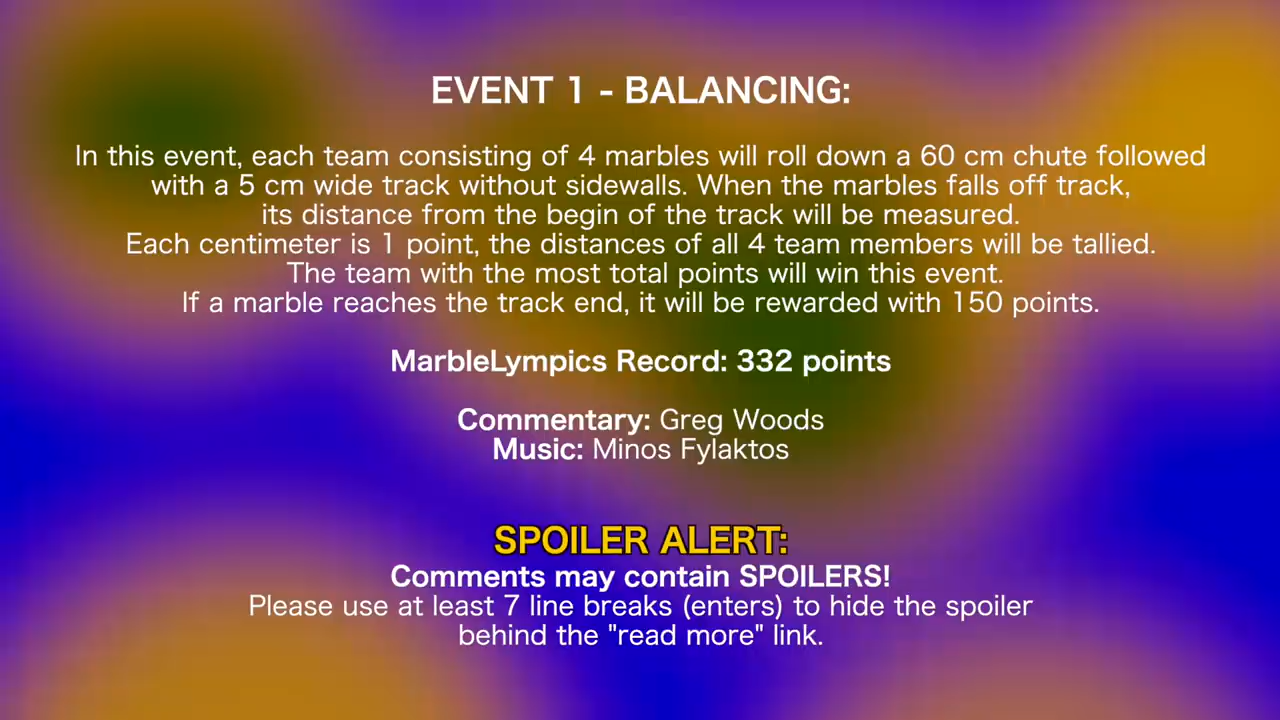 EVENT 1 - BALANCING:
In this event, each team consisting of 4 marbles will roll down a 60 cm chute followed
with a 5 cm wide track without sidewalls. When the marbles falls off track,
its distance from the begin of the track will be measured.
Each centimeter is 1 point, the distances of all 4 team members will be tallied.
The team with the most total points will win this event.
If a marble reaches the track end, it will be rewarded with 150 points.
MarbleLympics Record: 332 points
Commentary: Greg Woods
Music: Minos Fylaktos
SPOILER ALERT:
Comments may contain SPOILERS!
Please use at least 7 line breaks (enters) to hide the spoiler
behind the "read more" link.